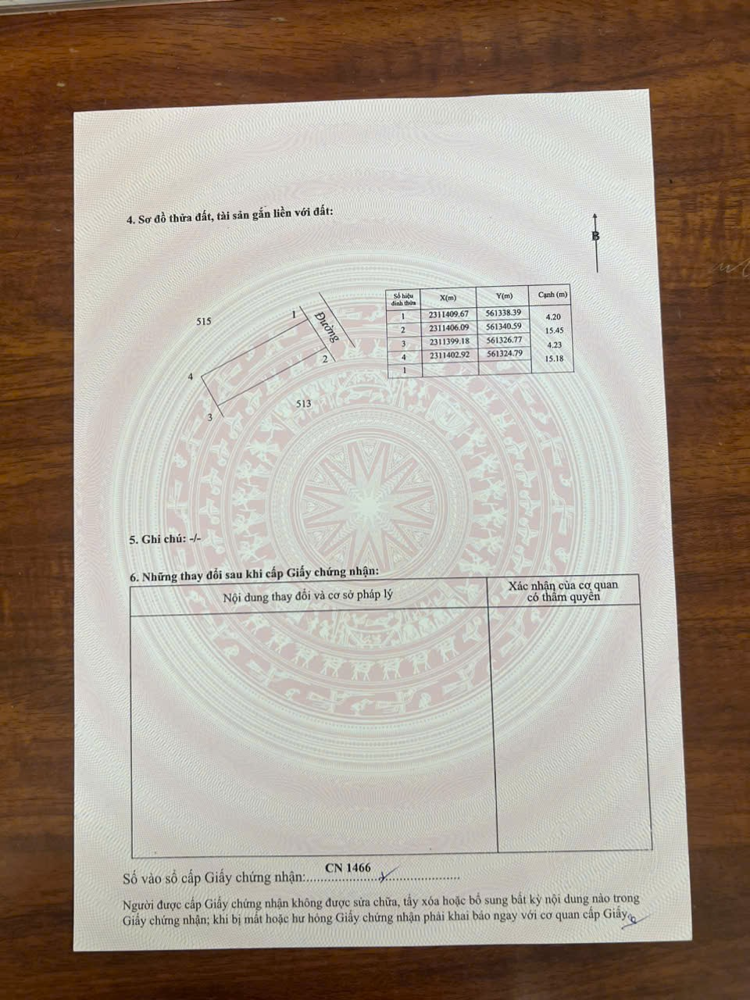 4. Sơ đồ thửa đất, tài sản gắn liền với đất:
B
515
1
Đường
2
4
3
513
Số hiệu đỉnh thửa X(m) Y(m) Cạnh (m)
1 2311409.67 561338.39
4.20
2 2311406.09 561340.59
15.45
3 2311399.18 561326.77
4.23
4 2311402.92 561324.79
15.18
1
5. Ghi chú: -/-
6. Những thay đổi sau khi cấp Giấy chứng nhận:
Nội dung thay đổi và cơ sở pháp lý
Xác nhận của cơ quan
có thẩm quyền
Số vào sổ cấp Giấy chứng nhận: CN 1466
Người được cấp Giấy chứng nhận không được sửa chữa, tẩy xóa hoặc bổ sung bất kỳ nội dung nào trong
Giấy chứng nhận; khi bị mất hoặc hư hỏng Giấy chứng nhận phải khai báo ngay với cơ quan cấp Giấy.